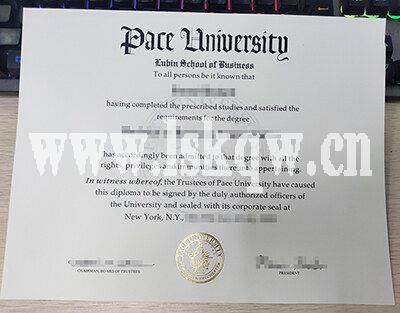 Pace University
Lubin School of Business
To all persons be it known that
having completed the prescribed studies and satisfied the
requirements for the degree
www.lskqw.cn
has accordingly been admitted to that degree with all the
rights, privileges and immunities thereunto appertaining.
In witness whereof, the Trustees of Pace University have caused
this diploma to be signed by the duly authorized officers of
the University and sealed with its corporate seal at
New York, N.Y.,
PACE UNIVERSITY
CHAIRMAN, BOARD OF TRUSTEES
PRESIDENT